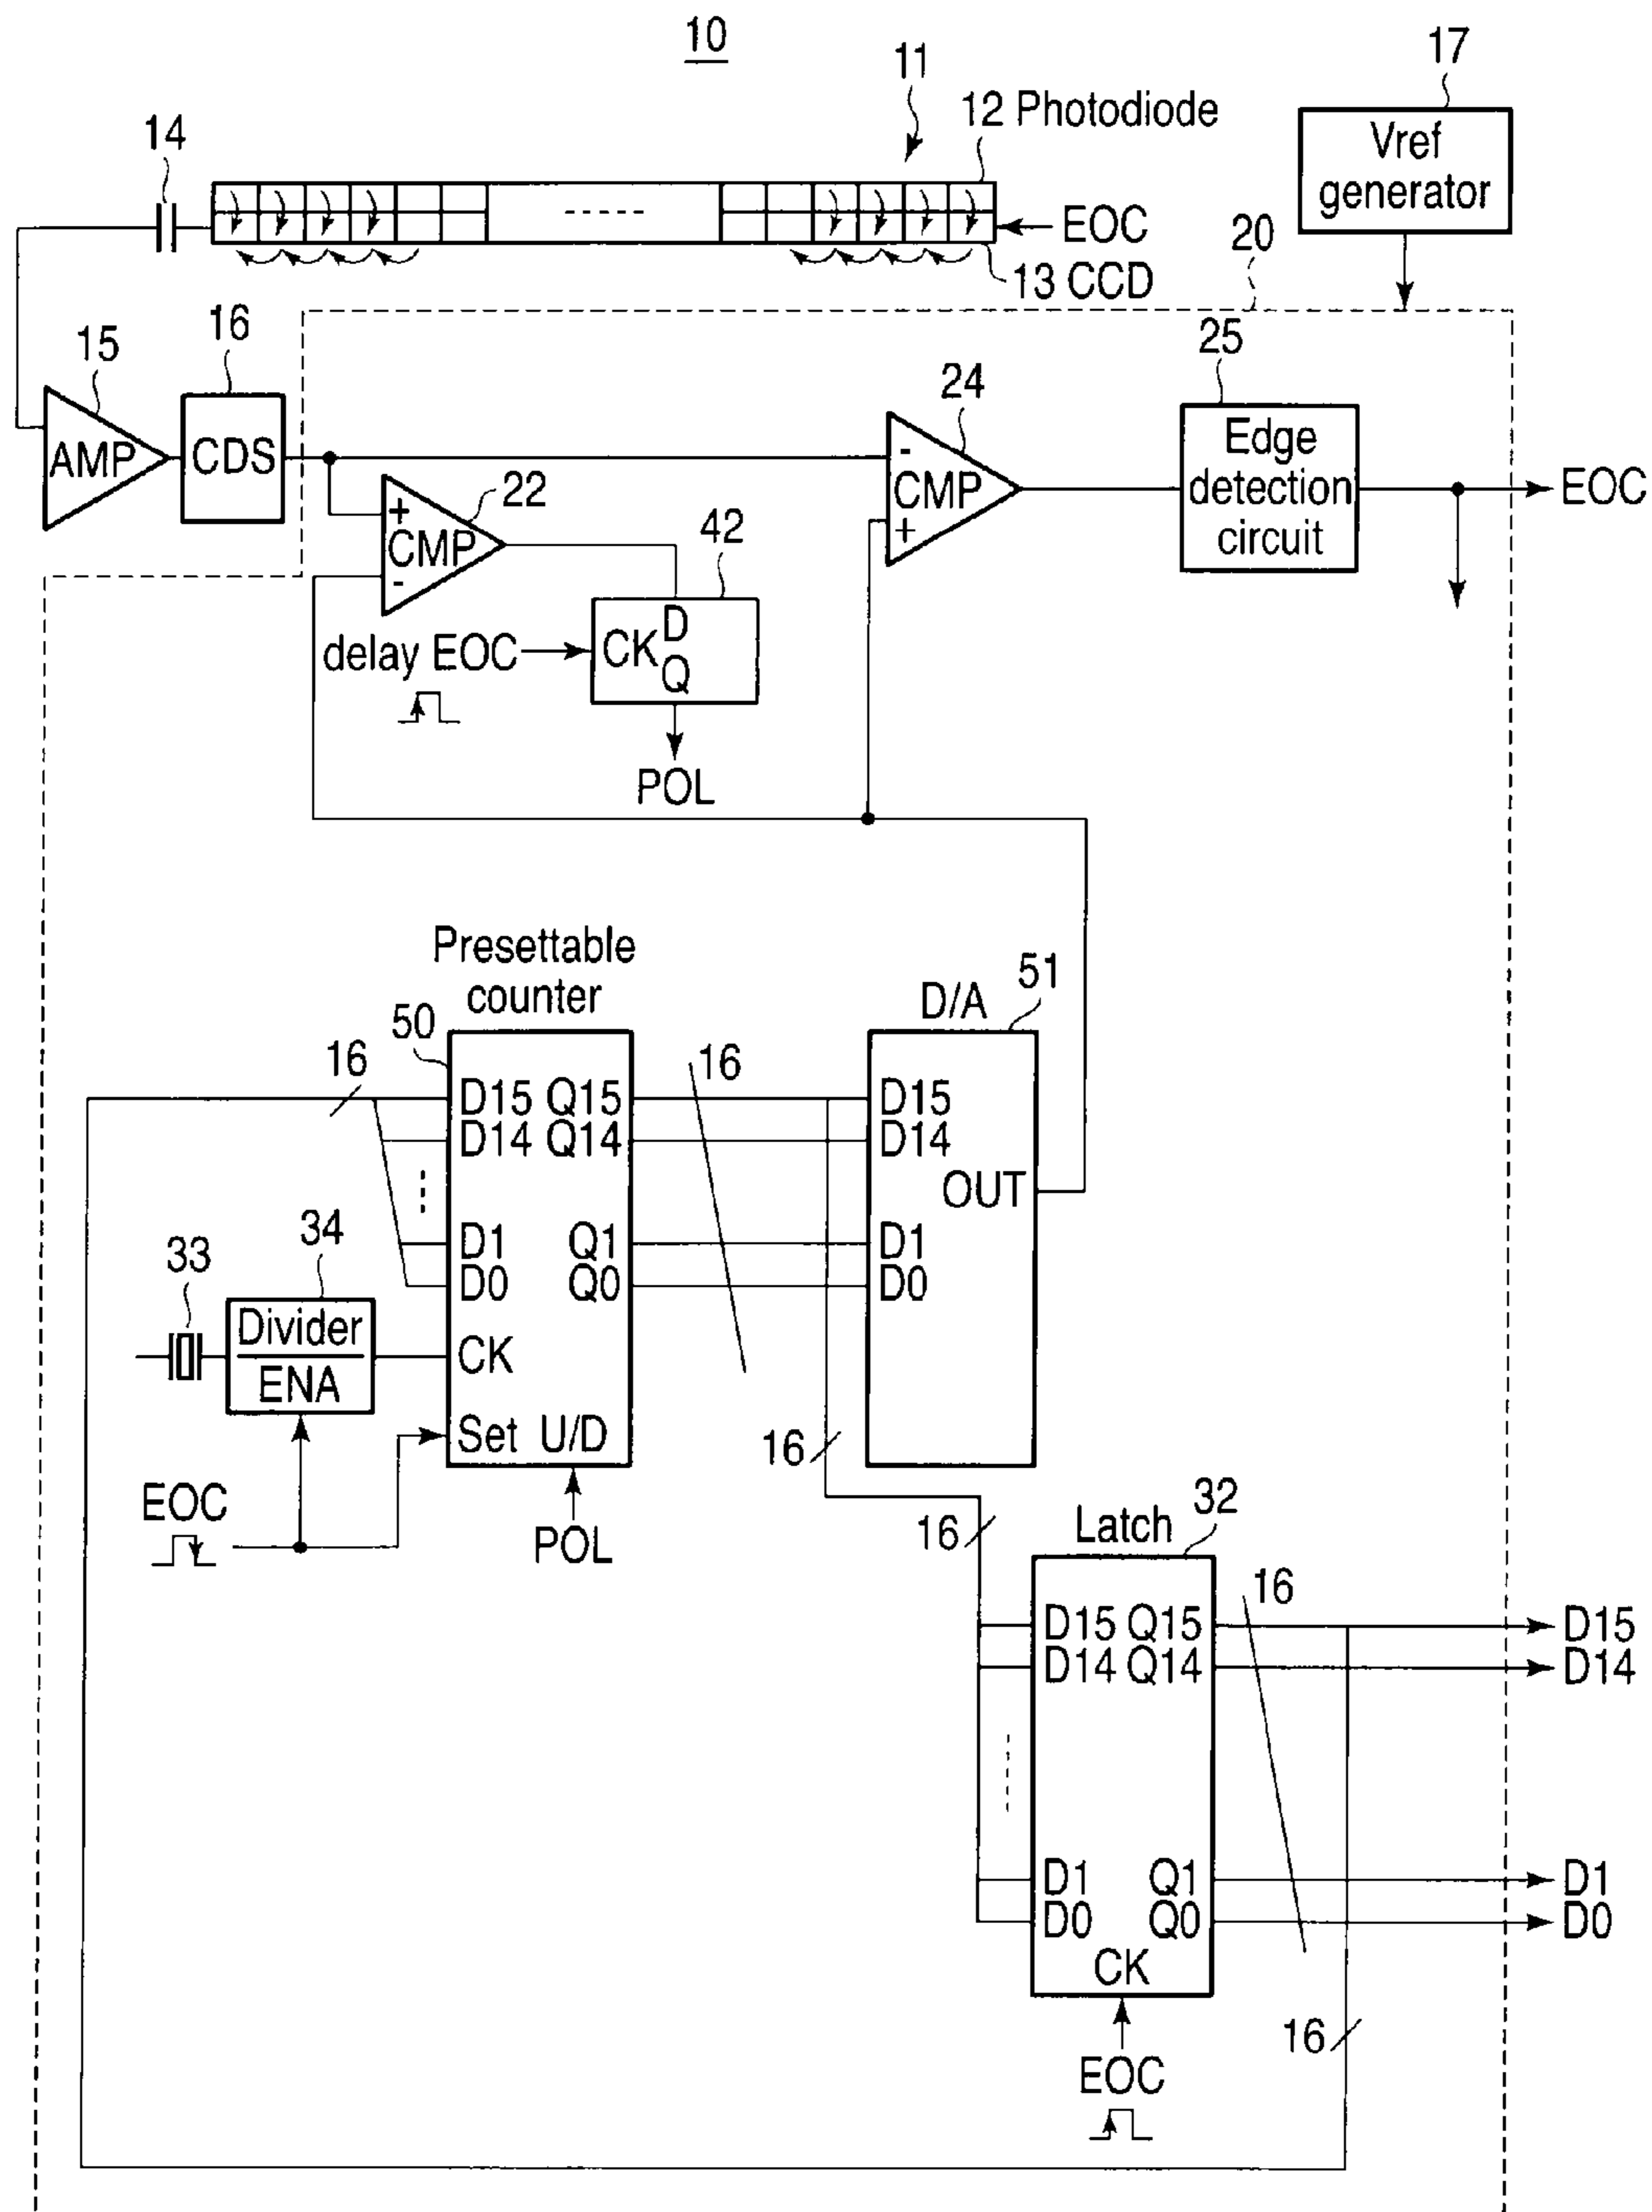 10
11
17
12 Photodiode
Vref
generator
14
-----
EOC
13 CCD
20
15
16
24
25
AMP
CDS
-
CMP
+
Edge
detection
circuit
EOC
22
+
CMP
-
42
delay EOC
CK
D
Q
POL
Presettable
counter
50
D/A
51
16
16
D15 Q15
D14 Q14
D1 Q1
D0 Q0
CK
Set U/D
D15
D14
OUT
D1
D0
33
34
Divider
ENA
EOC
POL
16
16
Latch
32
16
D15 Q15
D14 Q14
D1 Q1
D0 Q0
CK
D15
D14
D1
D0
16
EOC